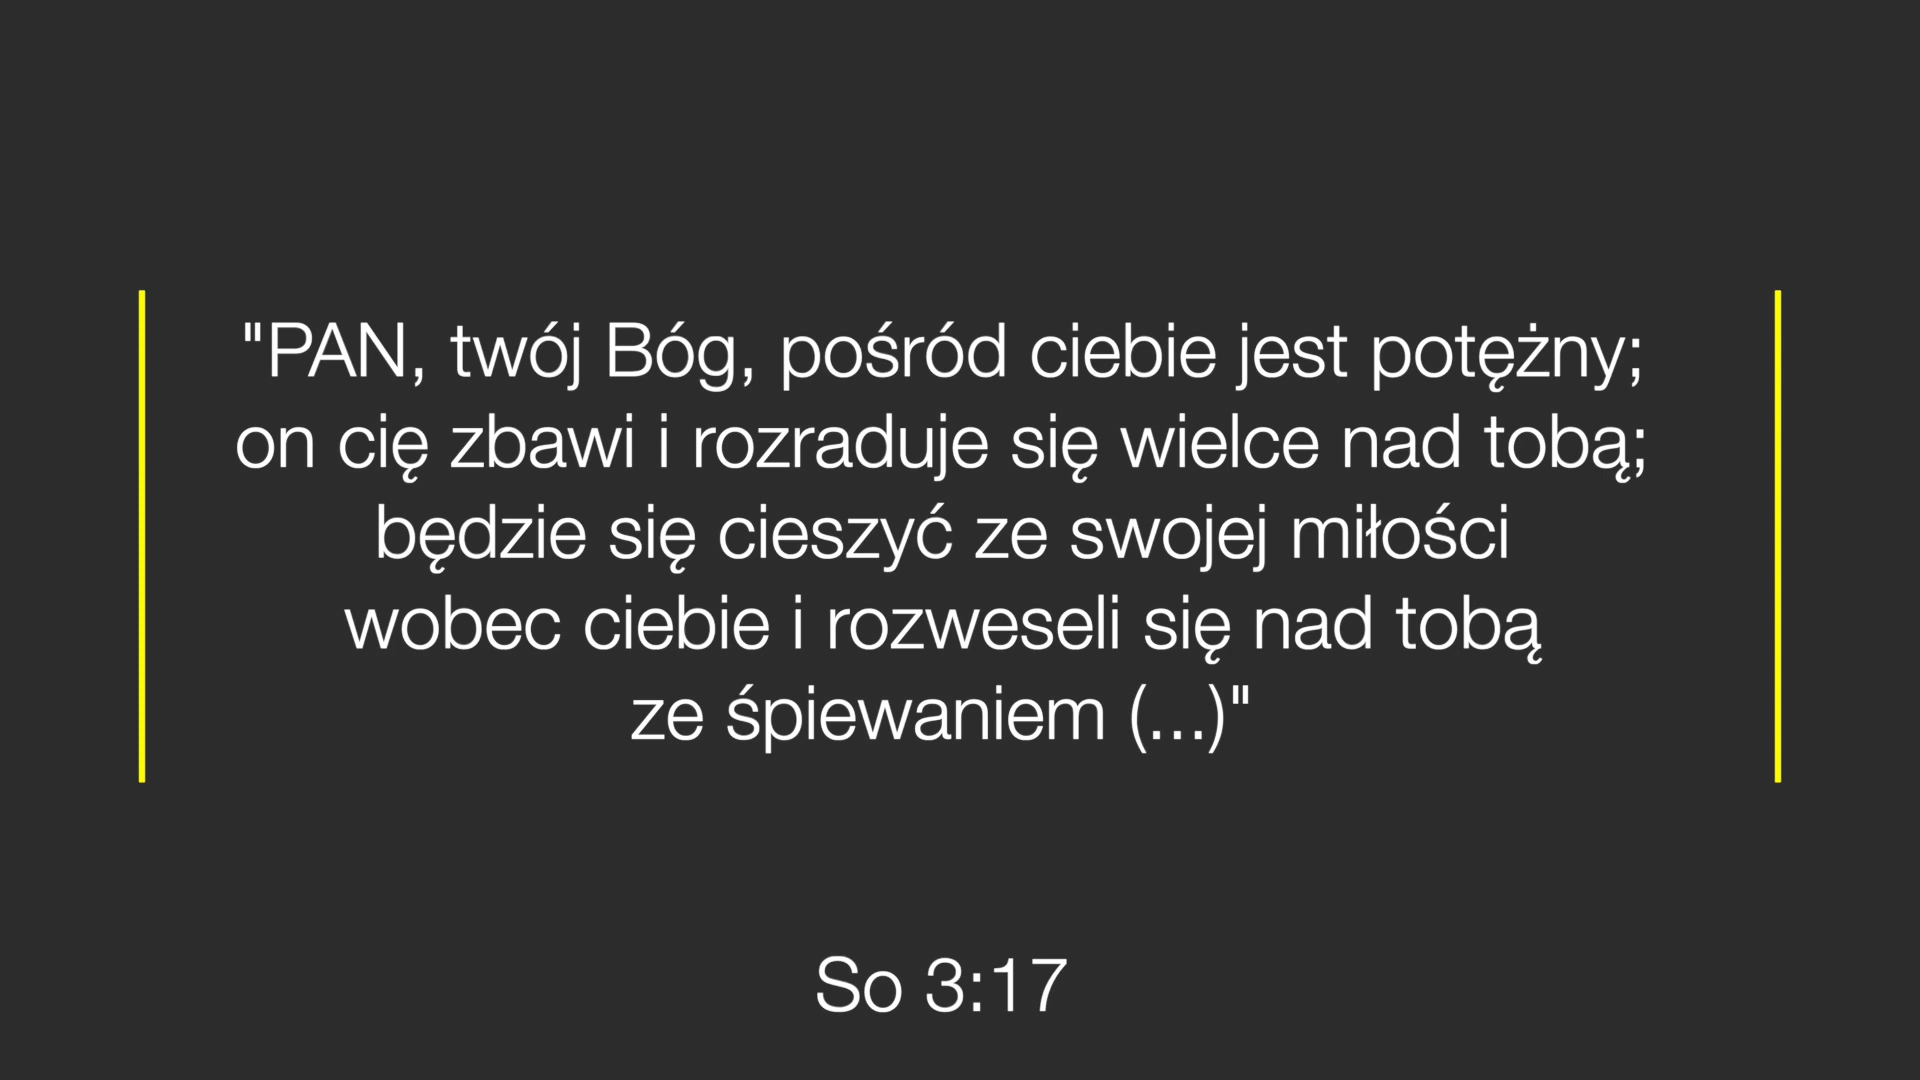 "PAN, twój Bóg, pośród ciebie jest potężny;
on cię zbawi i rozraduje się wielce nad tobą;
będzie się cieszyć ze swojej miłości
wobec ciebie i rozweseli się nad tobą
ze śpiewaniem (...)"
So 3:17